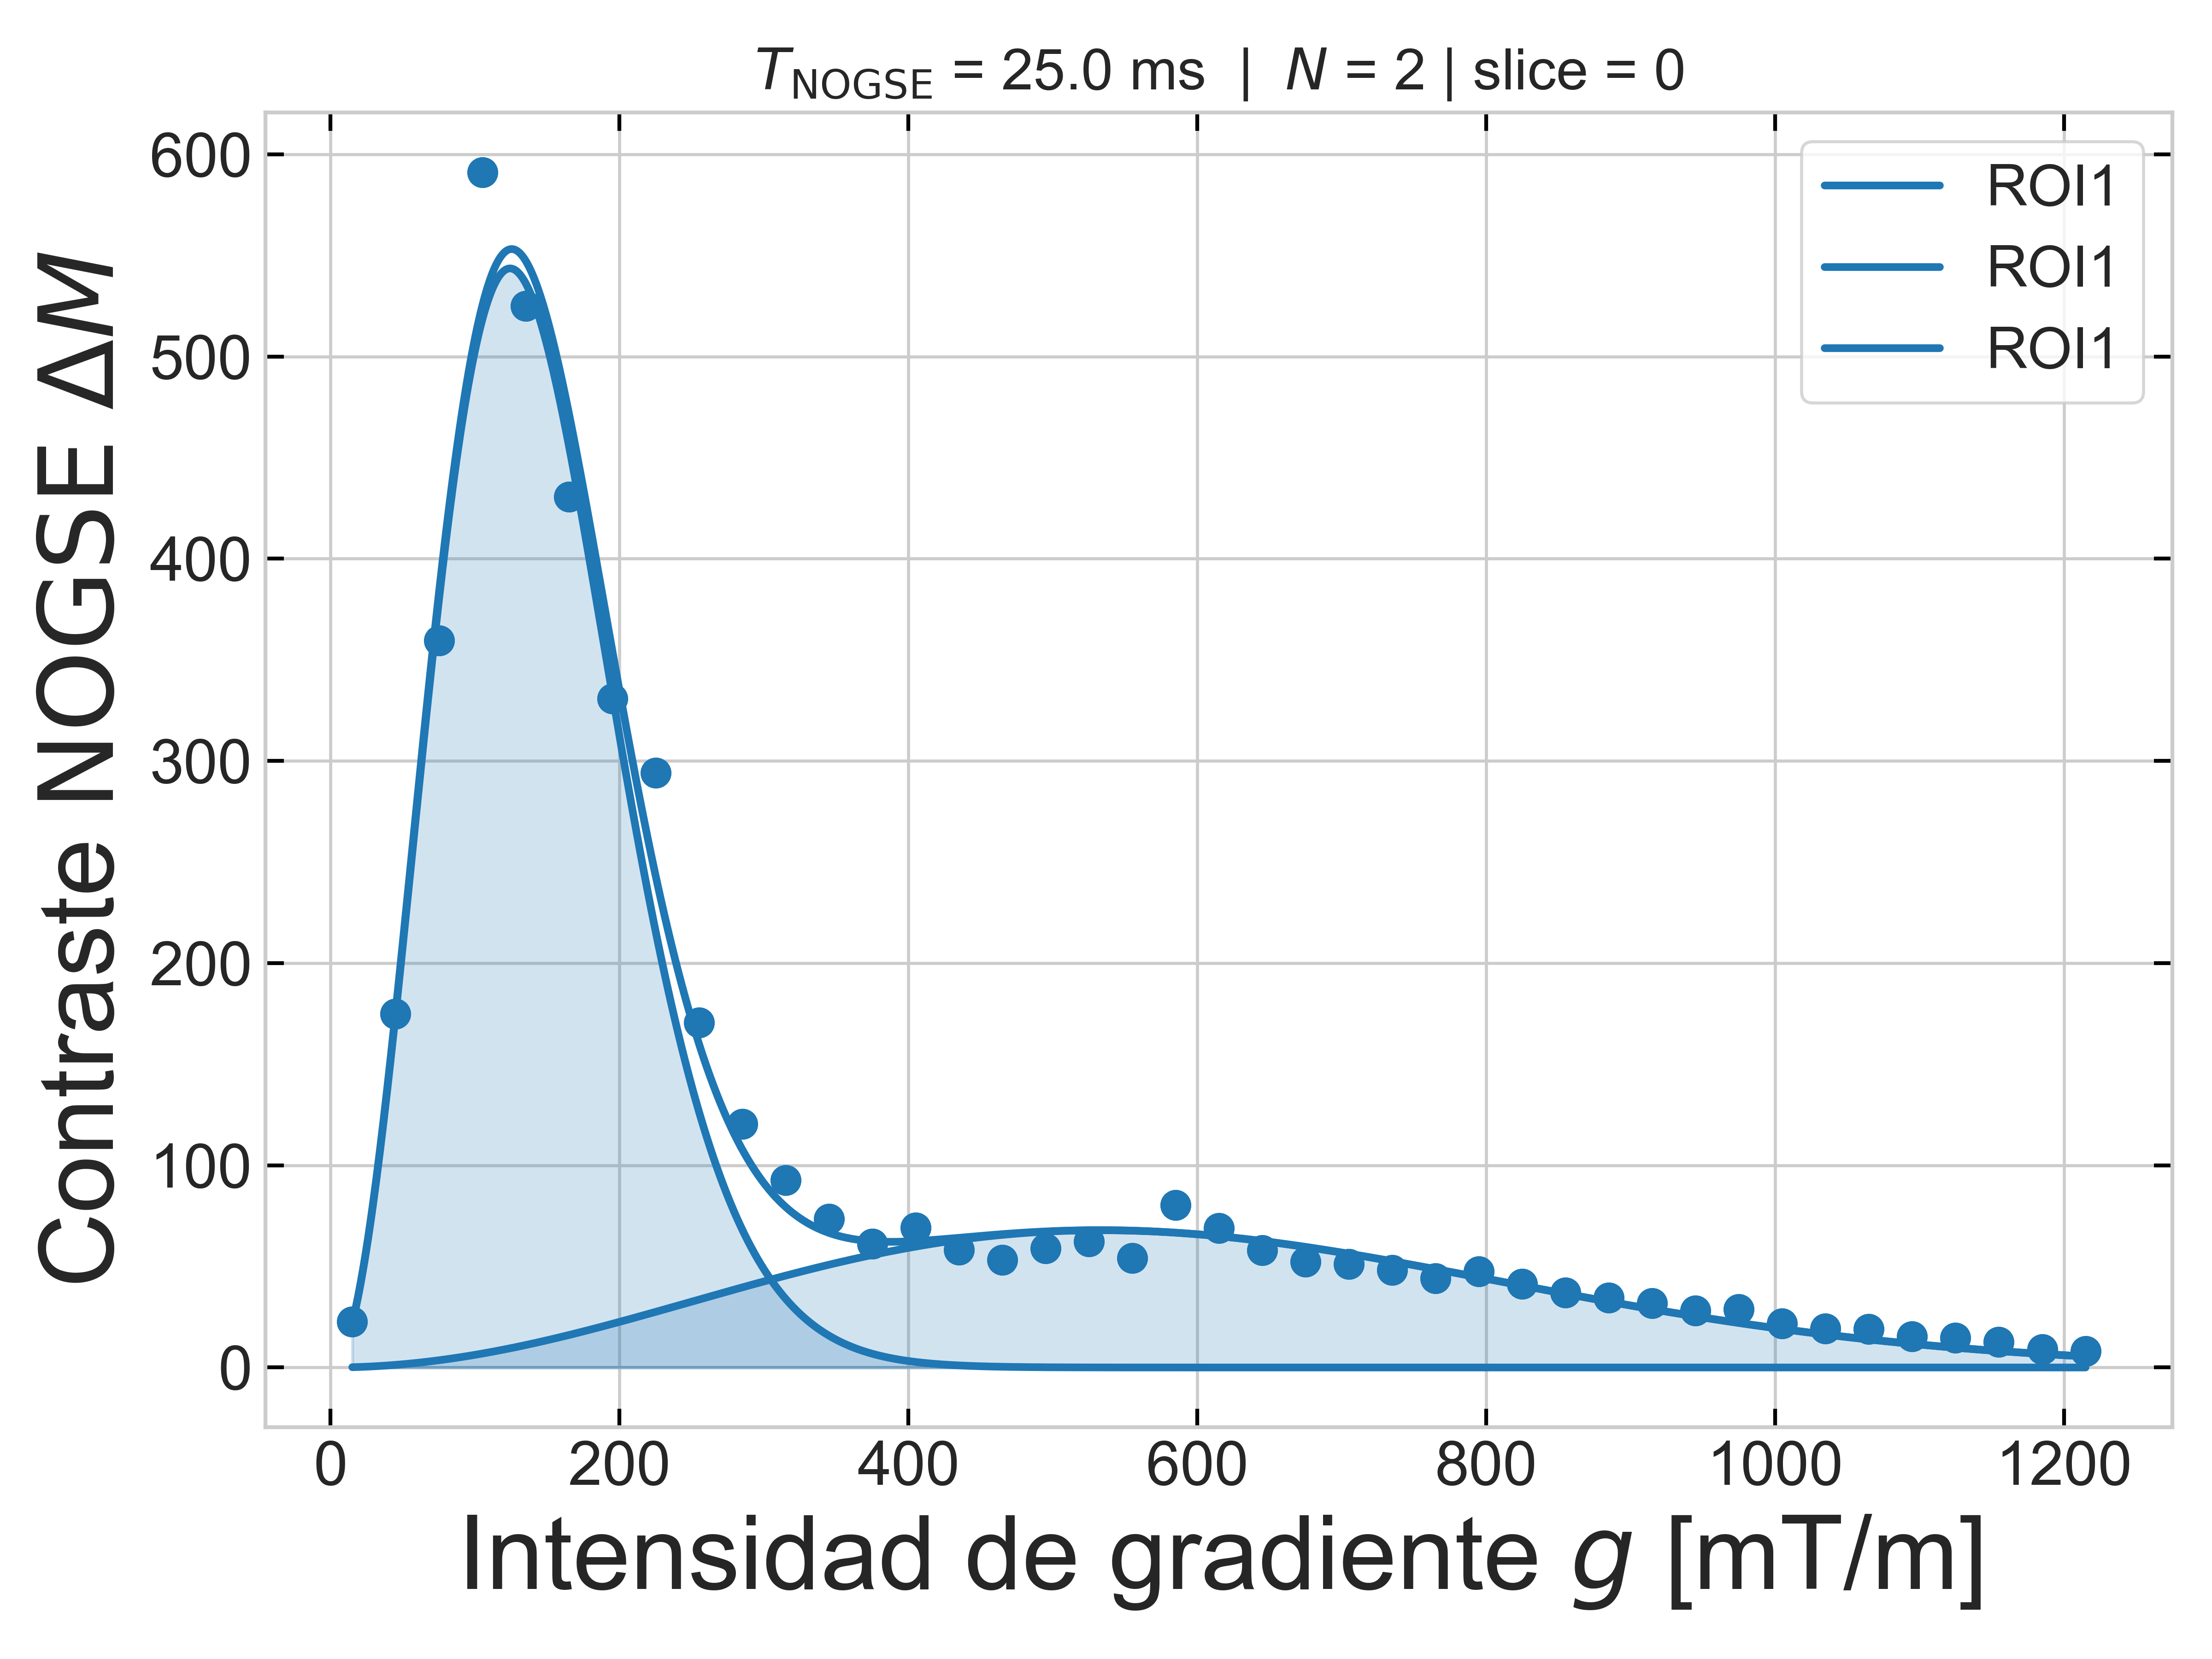 T_NOGSE = 25.0 ms | N = 2 | slice = 0
ROI1
ROI1
ROI1
Contraste NOGSE ΔM
600
500
400
300
200
100
0
0 200 400 600 800 1000 1200
Intensidad de gradiente g [mT/m]